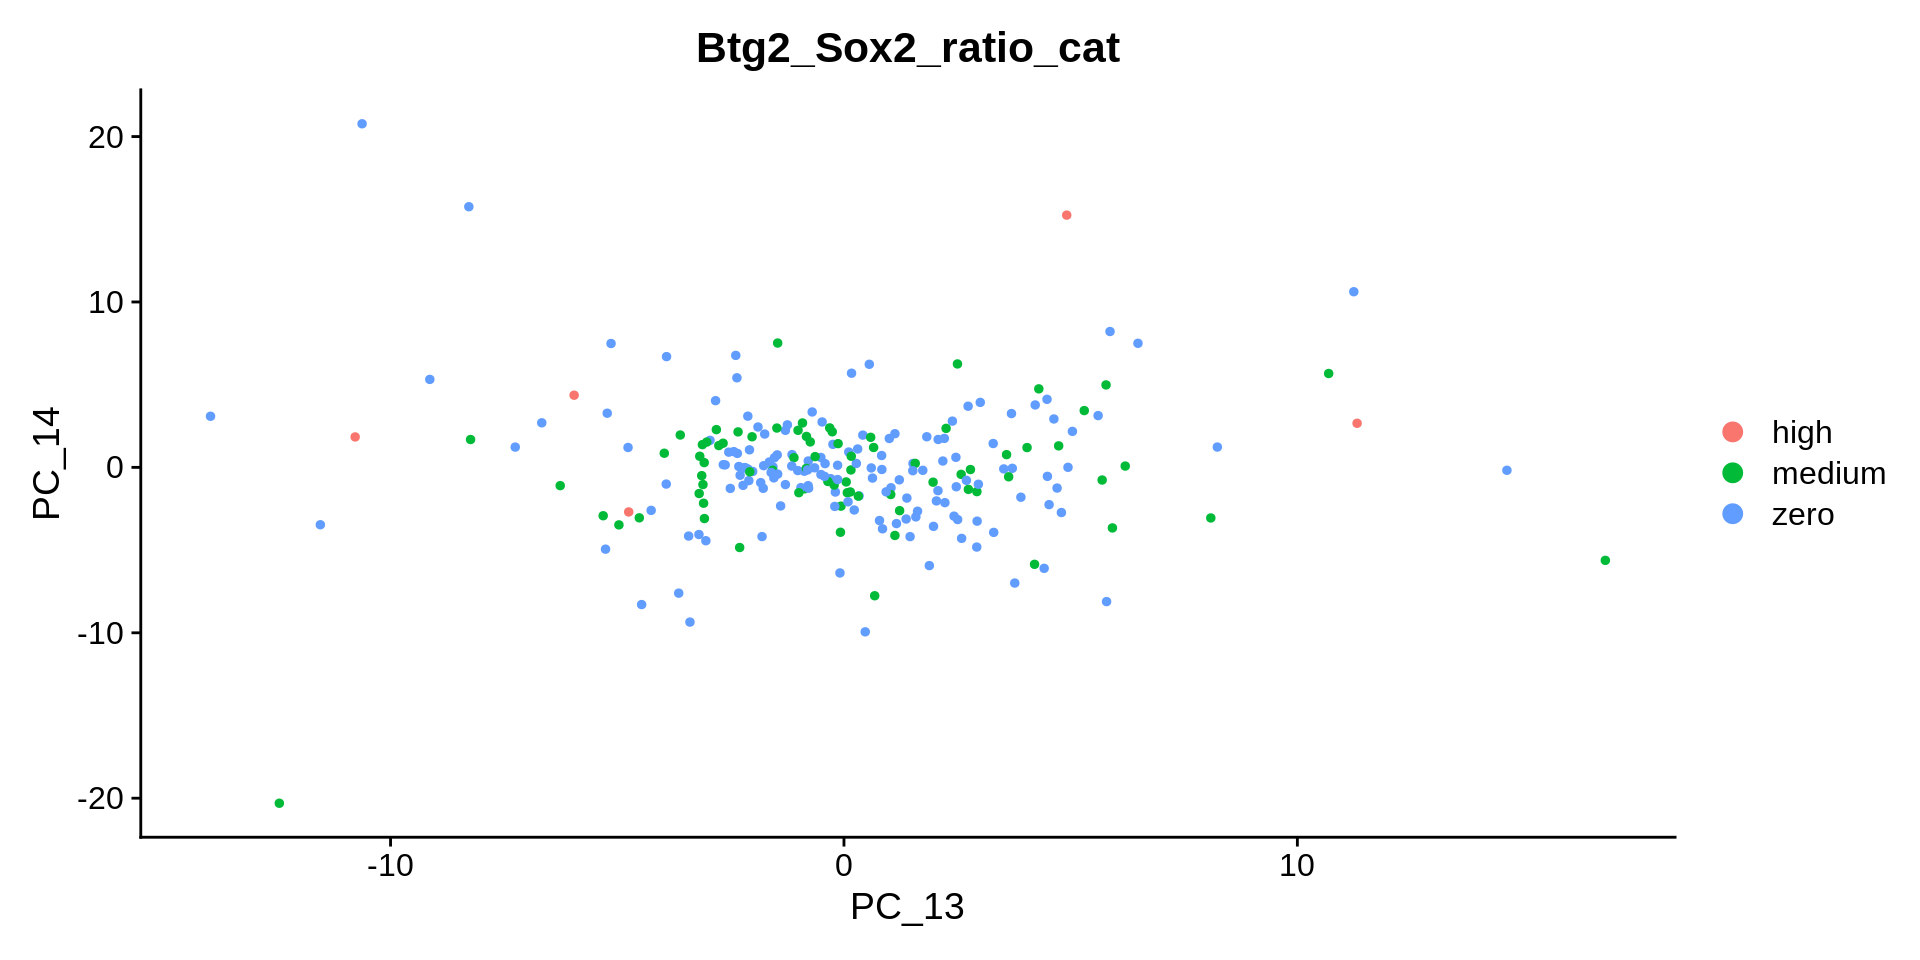 Btg2_Sox2_ratio_cat
20
10
0
-10
-20
PC_14
-10
0
10
PC_13
high
medium
zero